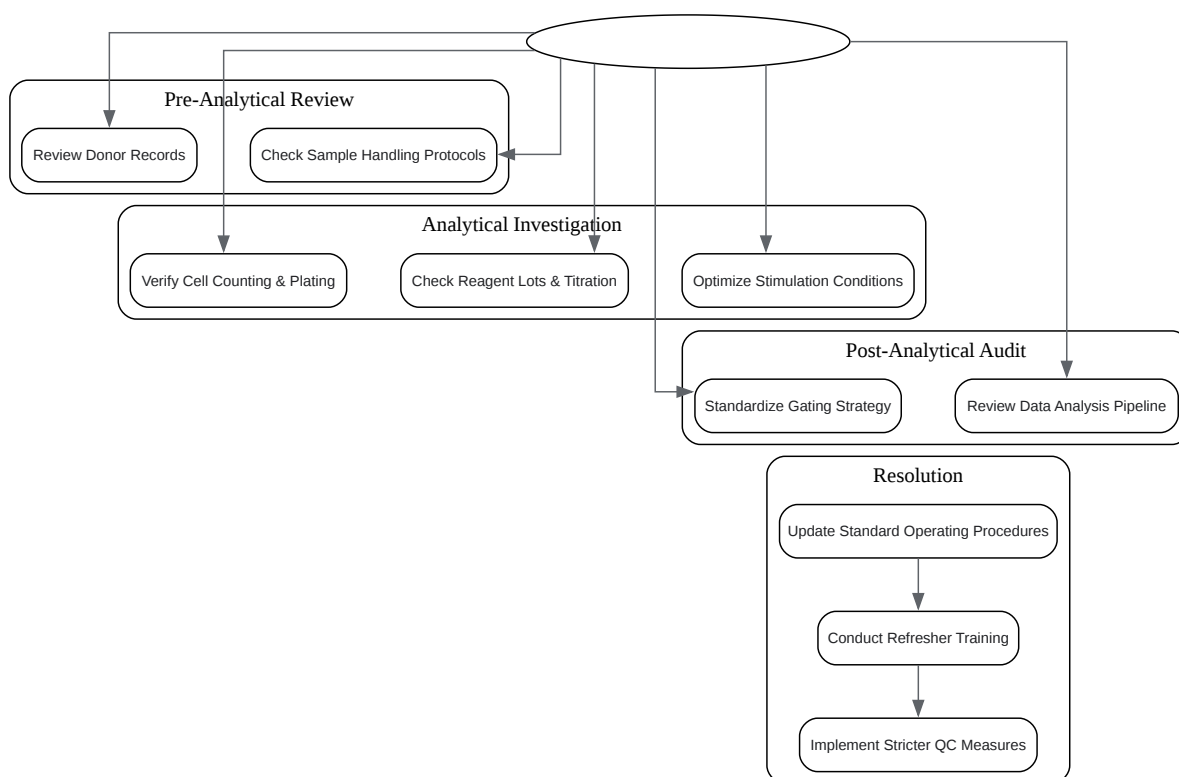 Pre-Analytical Review
Review Donor Records
Check Sample Handling Protocols
Analytical Investigation
Verify Cell Counting & Plating
Check Reagent Lots & Titration
Optimize Stimulation Conditions
Post-Analytical Audit
Standardize Gating Strategy
Review Data Analysis Pipeline
Resolution
Update Standard Operating Procedures
Conduct Refresher Training
Implement Stricter QC Measures